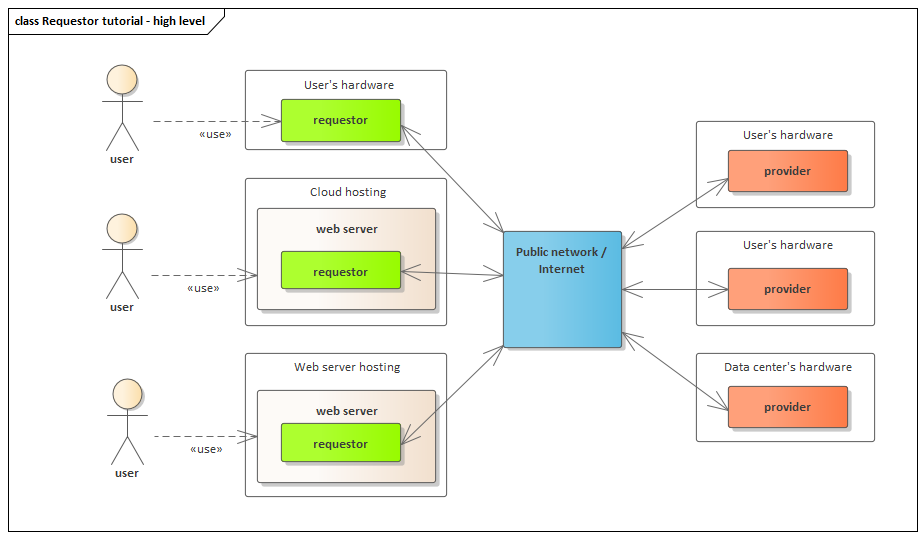 class Requestor tutorial - high level
User's hardware
requestor
«use»
user
Cloud hosting
web server
requestor
«use»
user
Web server hosting
web server
requestor
«use»
user
Public network /
Internet
User's hardware
provider
User's hardware
provider
Data center's hardware
provider